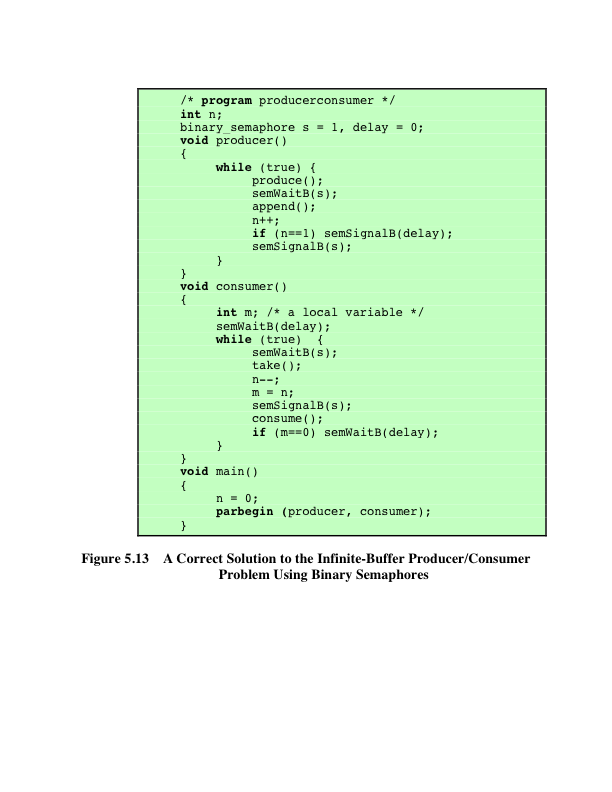 /* program producerconsumer */
int n;
binary_semaphore s = 1, delay = 0;
void producer()
{
while (true) {
produce();
semWaitB(s);
append();
n++;
if (n==1) semSignalB(delay);
semSignalB(s);
}
}
void consumer()
{
int m; /* a local variable */
semWaitB(delay);
while (true) {
semWaitB(s);
take();
n--;
m = n;
semSignalB(s);
consume();
if (m==0) semWaitB(delay);
}
}
void main()
{
n = 0;
parbegin (producer, consumer);
}
Figure 5.13 A Correct Solution to the Infinite-Buffer Producer/Consumer
Problem Using Binary Semaphores